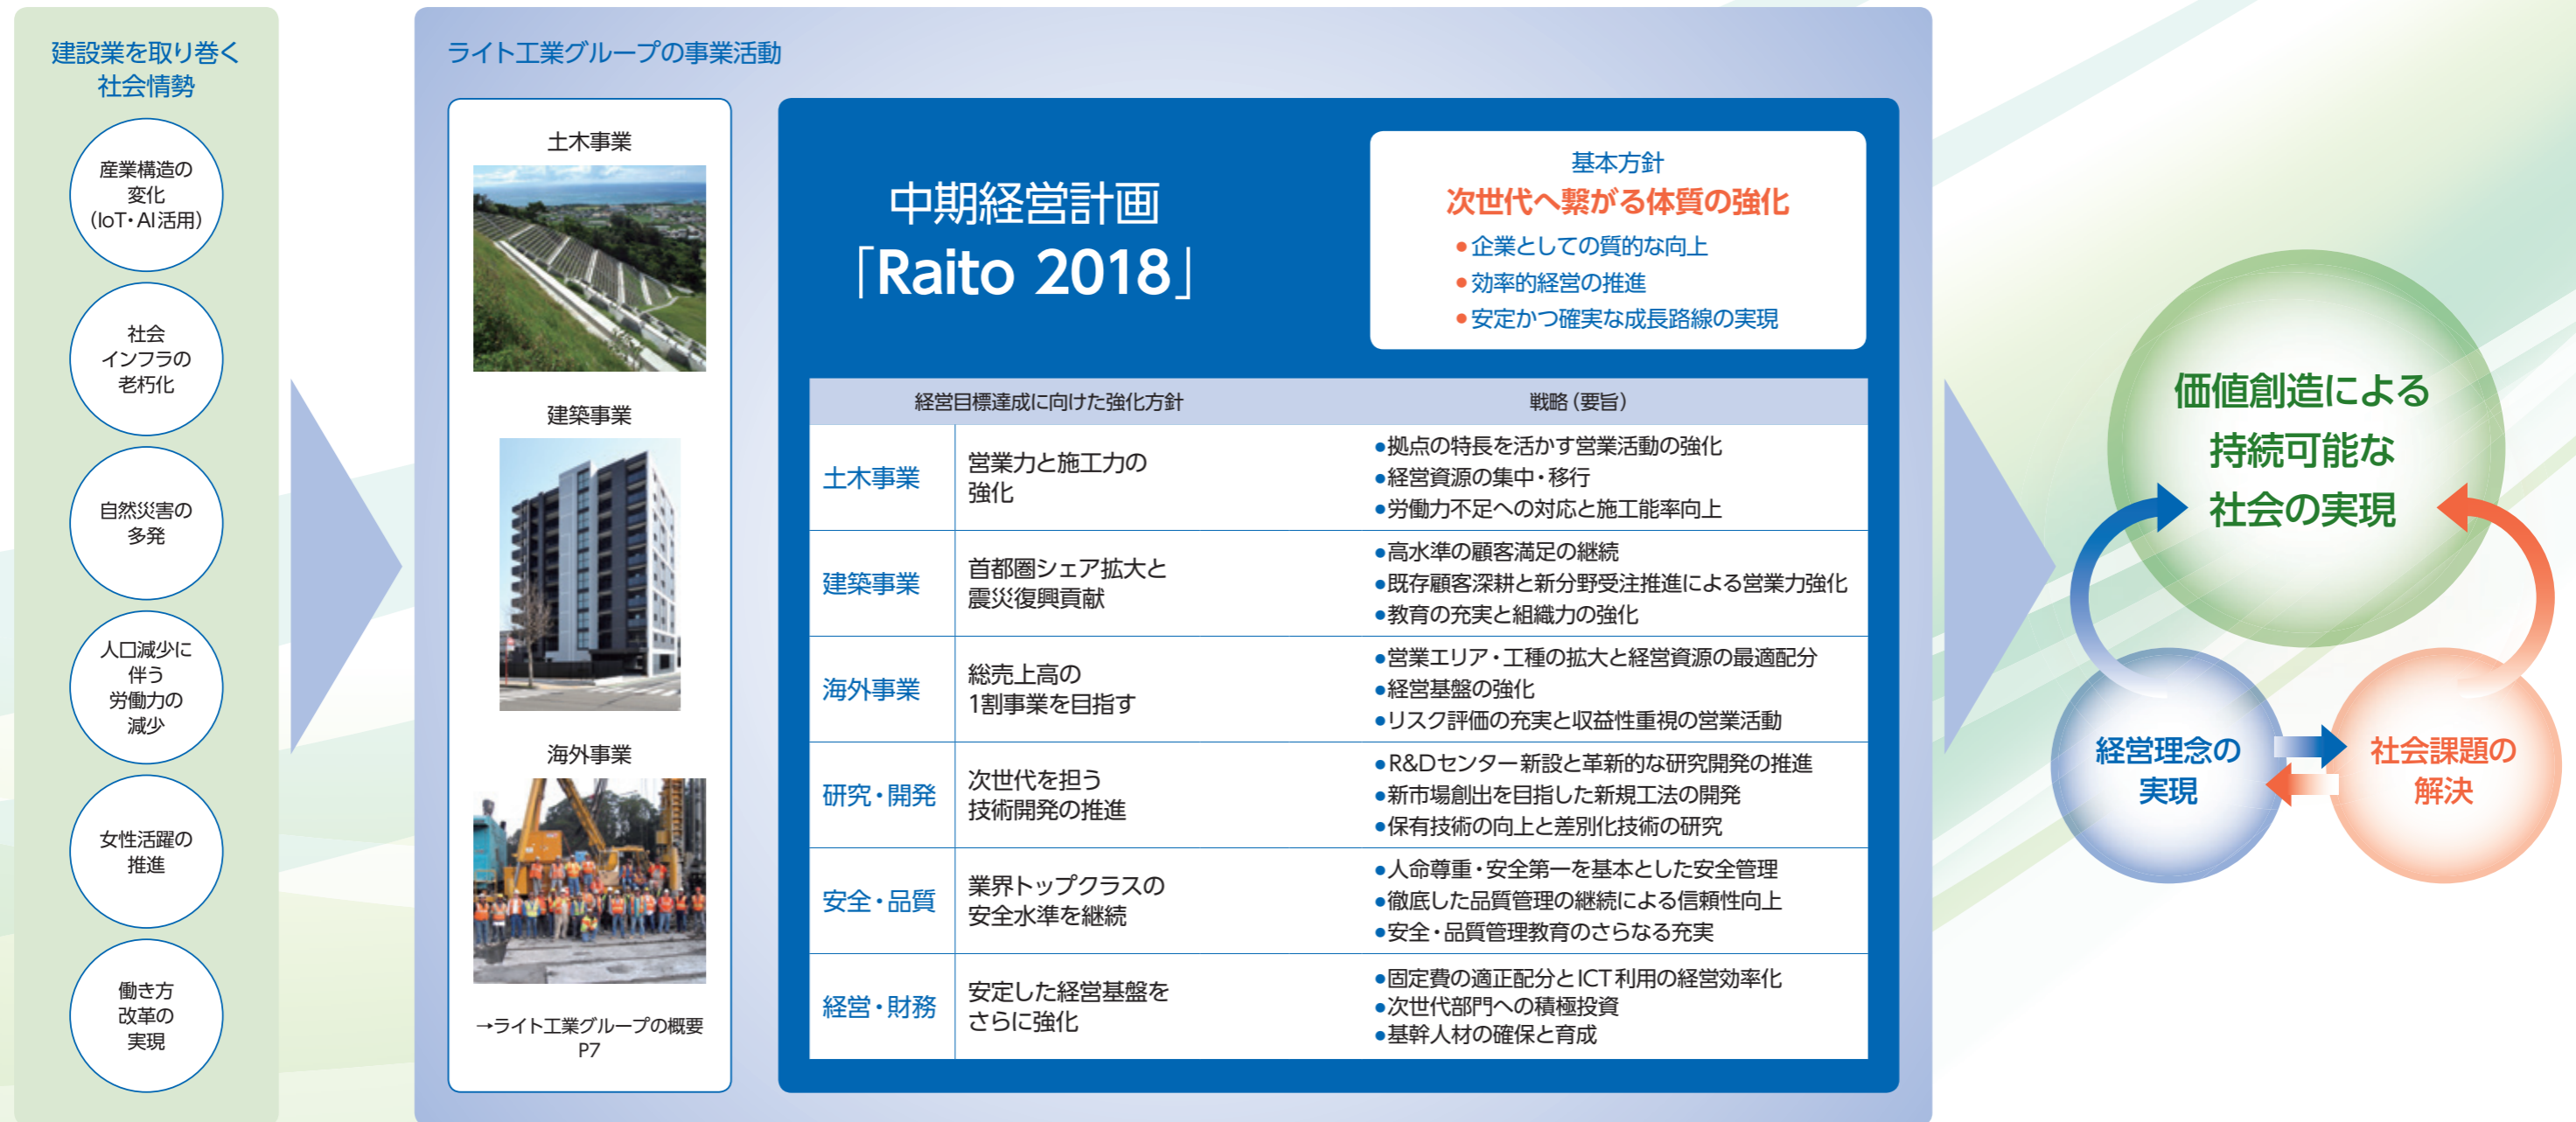 建設業を取り巻く
社会情勢
産業構造の
変化
（IoT・AI活用）
社会
インフラの
老朽化
自然災害の
多発
人口減少に
伴う
労働力の
減少
女性活躍の
推進
働き方
改革の
実現
ライト工業グループの事業活動
土木事業
建築事業
海外事業
→ライト工業グループの概要
P7
中期経営計画
「Raito 2018」
基本方針
次世代へ繋がる体質の強化
●企業としての質的な向上
●効率的経営の推進
●安定かつ確実な成長路線の実現
経営目標達成に向けた強化方針
戦略（要旨）
土木事業
営業力と施工力の
強化
●拠点の特長を活かす営業活動の強化
●経営資源の集中・移行
●労働力不足への対応と施工能率向上
建築事業
首都圏シェア拡大と
震災復興貢献
●高水準の顧客満足の継続
●既存顧客深耕と新分野受注推進による営業力強化
●教育の充実と組織力の強化
海外事業
総売上高の
1割事業を目指す
●営業エリア・工種の拡大と経営資源の最適配分
●経営基盤の強化
●リスク評価の充実と収益性重視の営業活動
研究・開発
次世代を担う
技術開発の推進
●R&Dセンター新設と革新的な研究開発の推進
●新市場創出を目指した新規工法の開発
●保有技術の向上と差別化技術の研究
安全・品質
業界トップクラスの
安全水準を継続
●人命尊重・安全第一を基本とした安全管理
●徹底した品質管理の継続による信頼性向上
●安全・品質管理教育のさらなる充実
経営・財務
安定した経営基盤を
さらに強化
●固定費の適正配分とICT利用の経営効率化
●次世代部門への積極投資
●基幹人材の確保と育成
価値創造による
持続可能な
社会の実現
経営理念の
実現
社会課題の
解決